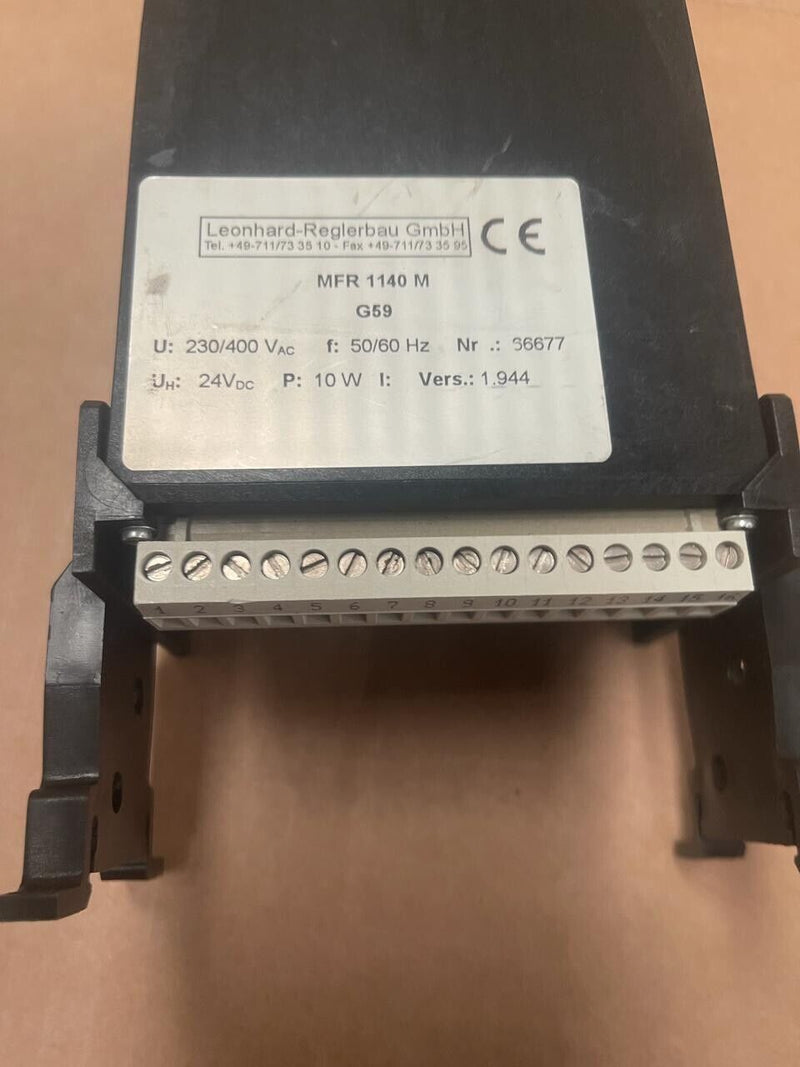 Leonhard-Reglerbau GmbH
Tel. +49-711/73 35 10 - Fax +49-711/73 35 95
CE
MFR 1140 M
G59
U: 230/400 VAC f: 50/60 Hz Nr .: 66677
UH: 24VDC P: 10 W I: Vers.: 1.944
1 2 3 4 5 6 7 8 9 10 11 12 13 14 15 16